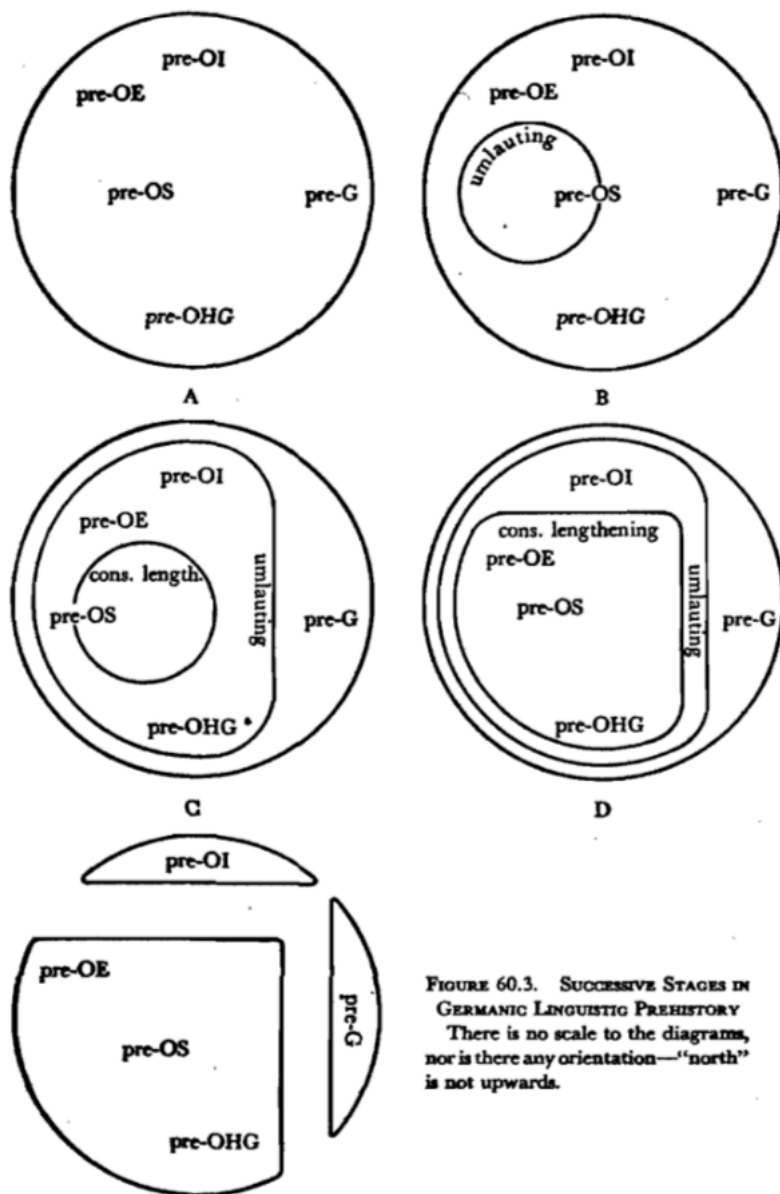 pre-OI
pre-OE
pre-OS
pre-G
pre-OHG
A
pre-OI
pre-OE
umlauting
pre-OS
pre-G
pre-OHG
B
pre-OI
pre-OE
cons. length.
umlauting
pre-OS
pre-G
pre-OHG
C
pre-OI
cons. lengthening
pre-OE
umlauting
pre-OS
pre-G
pre-OHG
D
pre-OI
pre-OE
pre-G
pre-OS
pre-OHG
FIGURE 60.3. SUCCESSIVE STAGES IN
GERMANIC LINGUISTIC PREHISTORY
There is no scale to the diagrams,
nor is there any orientation—“north”
is not upwards.